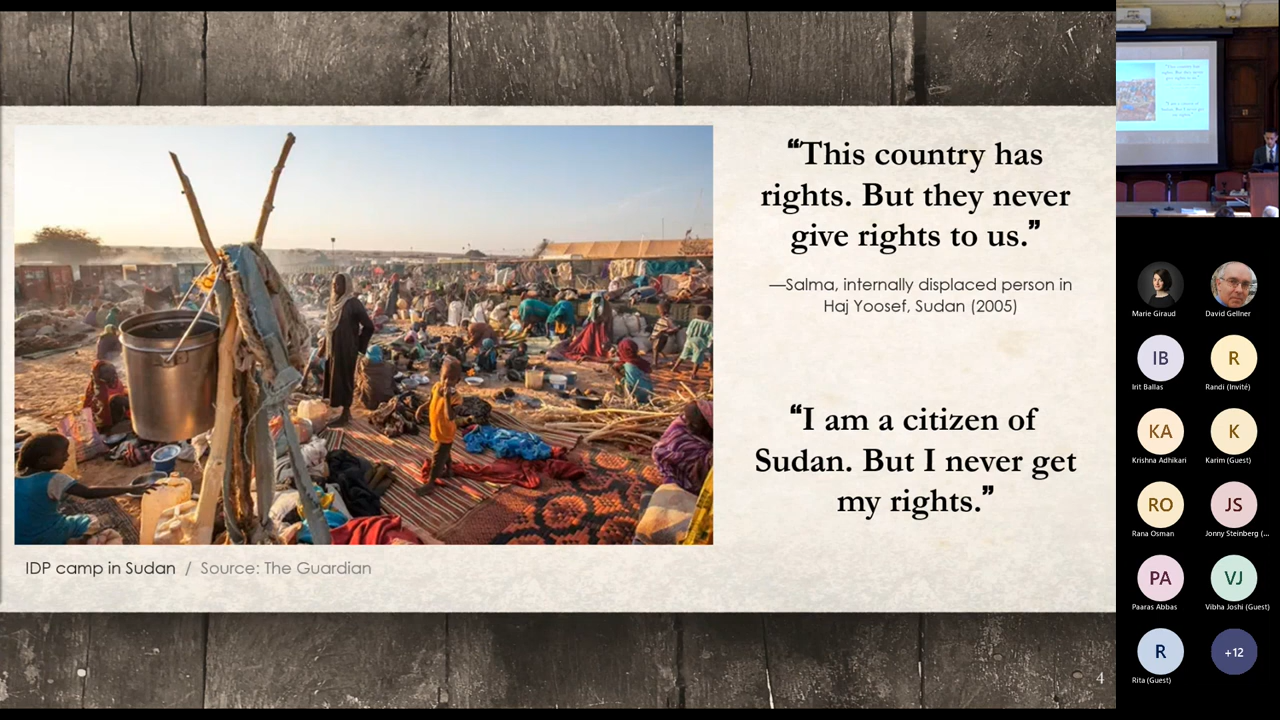 “This country has
rights. But they never
give rights to us.”
—Salma, internally displaced person in
Haj Yoosef, Sudan (2005)
“I am a citizen of
Sudan. But I never get
my rights.”
IDP camp in Sudan / Source: The Guardian
4
Marie Giraud
David Gellner
IB
R
Irit Ballas
Randi (Invité)
KA
K
Krishna Adhikari
Karim (Guest)
RO
JS
Rana Osman
Jonny Steinberg (...
PA
VJ
Paaras Abbas
Vibha Joshi (Guest)
R
+12
Rita (Guest)